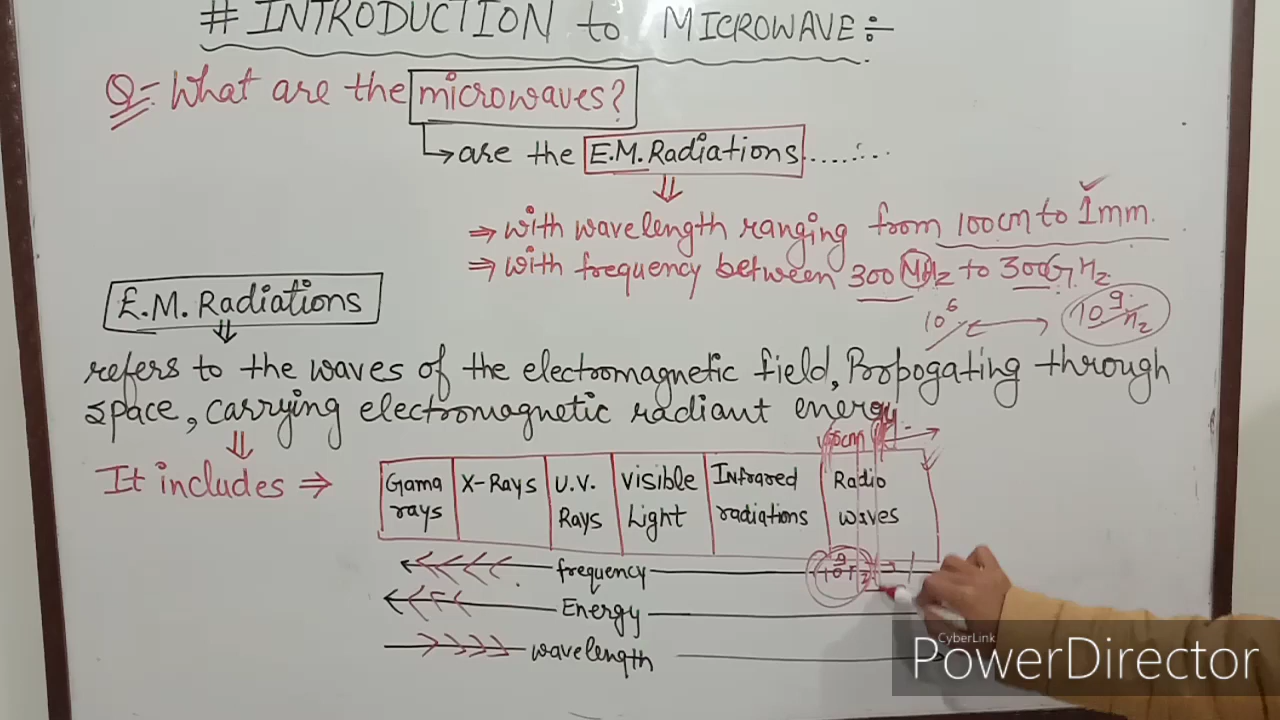 # INTRODUCTION to MICROWAVE ÷
Q= What are the microwaves?
↳ are the E.M. Radiations.......
⇒ with wavelength ranging from 100cm to 1mm.
⇒ with frequency between 300 MHz to 300G Hz
10⁶ 10⁹ Hz
E.M. Radiations
refers to the waves of the electromagnetic field, Propogating through
space, carrying electromagnetic radiant energy.
It includes ⇒
Gama rays X-Rays U.V. Rays Visible Light Infrared radiations Radio waves
frequency
Energy
wavelength
CyberLink
PowerDirector